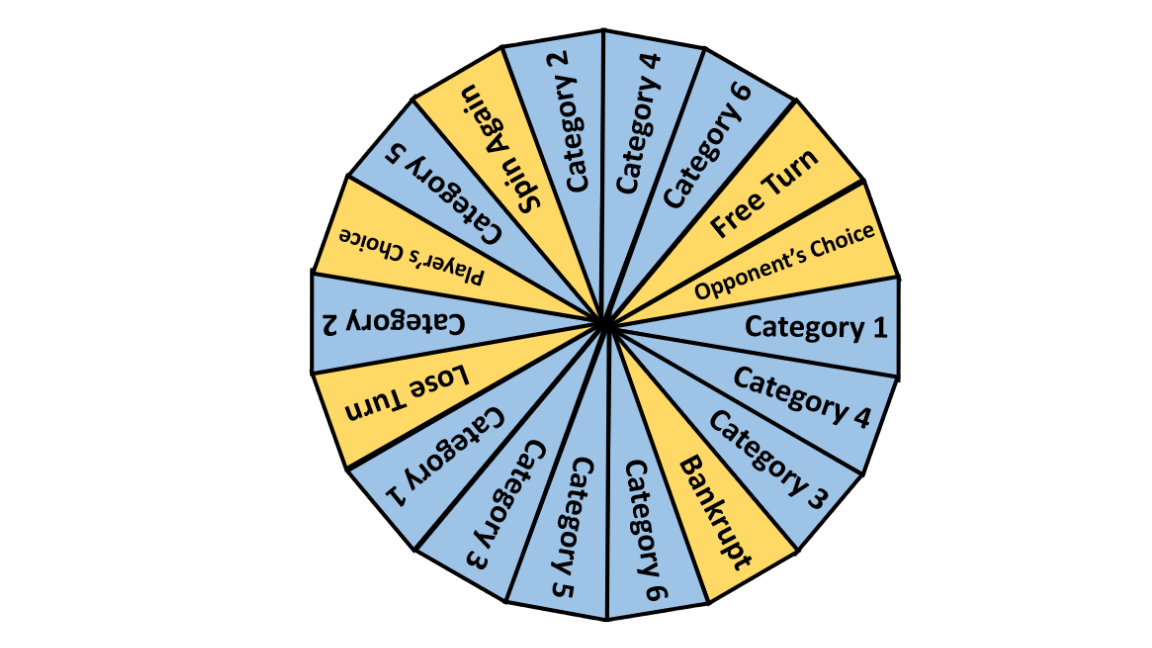 Category 4
Category 6
Free Turn
Opponent’s Choice
Category 1
Category 4
Category 3
Bankrupt
Category 6
Category 5
Category 3
Category 1
Lose Turn
Category 2
Player’s Choice
Category 5
Spin Again
Category 2